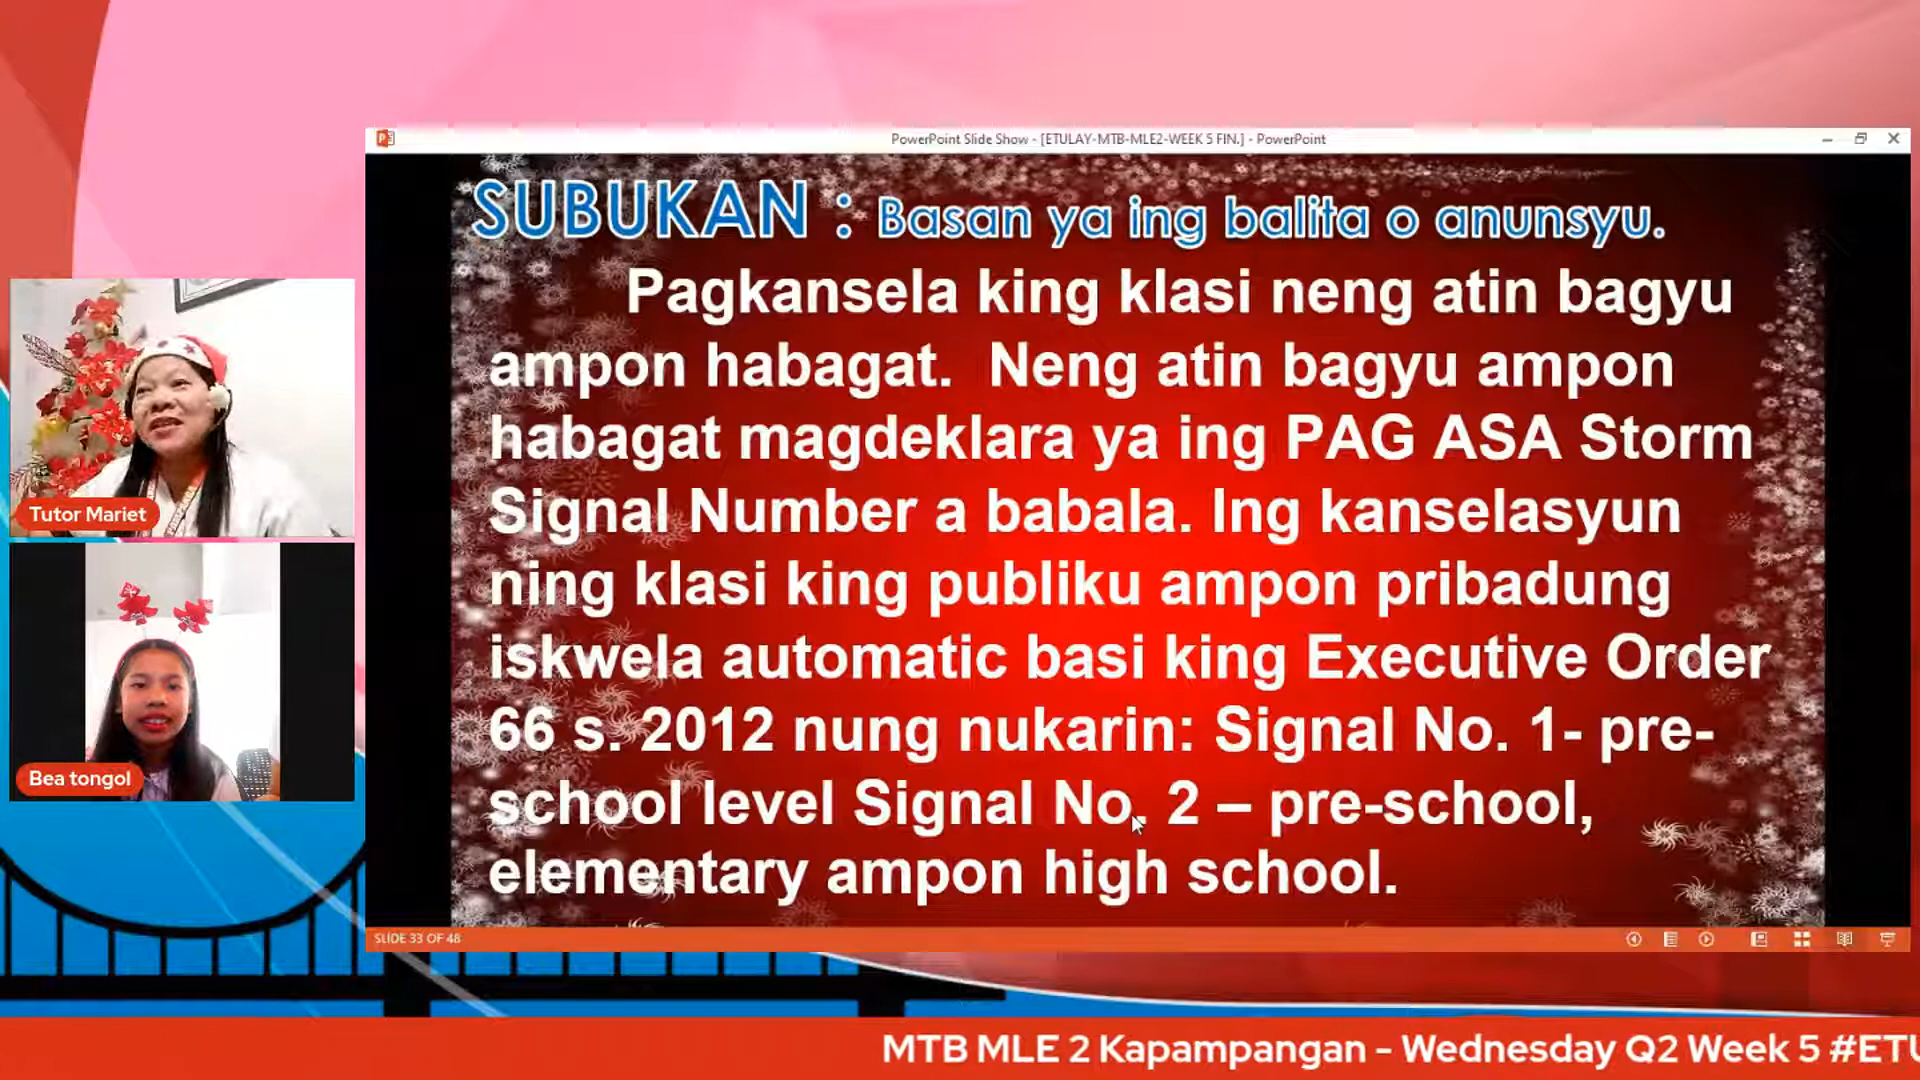 PowerPoint Slide Show - [ETULAY-MTB-MLE2-WEEK 5 FIN.] - PowerPoint
SUBUKAN : Basan ya ing balita o anunsyu.
Pagkansela king klasi neng atin bagyu
ampon habagat. Neng atin bagyu ampon
habagat magdeklara ya ing PAG ASA Storm
Signal Number a babala. Ing kanselasyun
ning klasi king publiku ampon pribadung
iskwela automatic basi king Executive Order
66 s. 2012 nung nukarin: Signal No. 1- pre-
school level Signal No. 2 – pre-school,
elementary ampon high school.
SLIDE 33 OF 48
Tutor Mariet
Bea tongol
MTB MLE 2 Kapampangan - Wednesday Q2 Week 5 #ETU